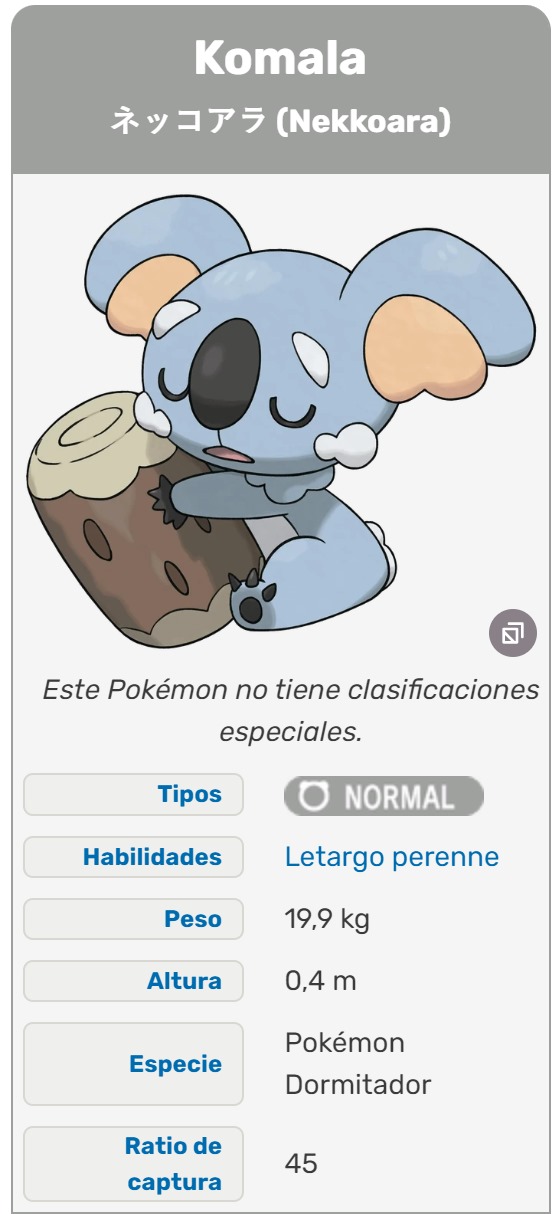 Komala
ネッコアラ (Nekkoara)
Este Pokémon no tiene clasificaciones
especiales.
Tipos
NORMAL
Habilidades
Letargo perenne
Peso
19,9 kg
Altura
0,4 m
Especie
Pokémon
Dormitador
Ratio de
captura
45